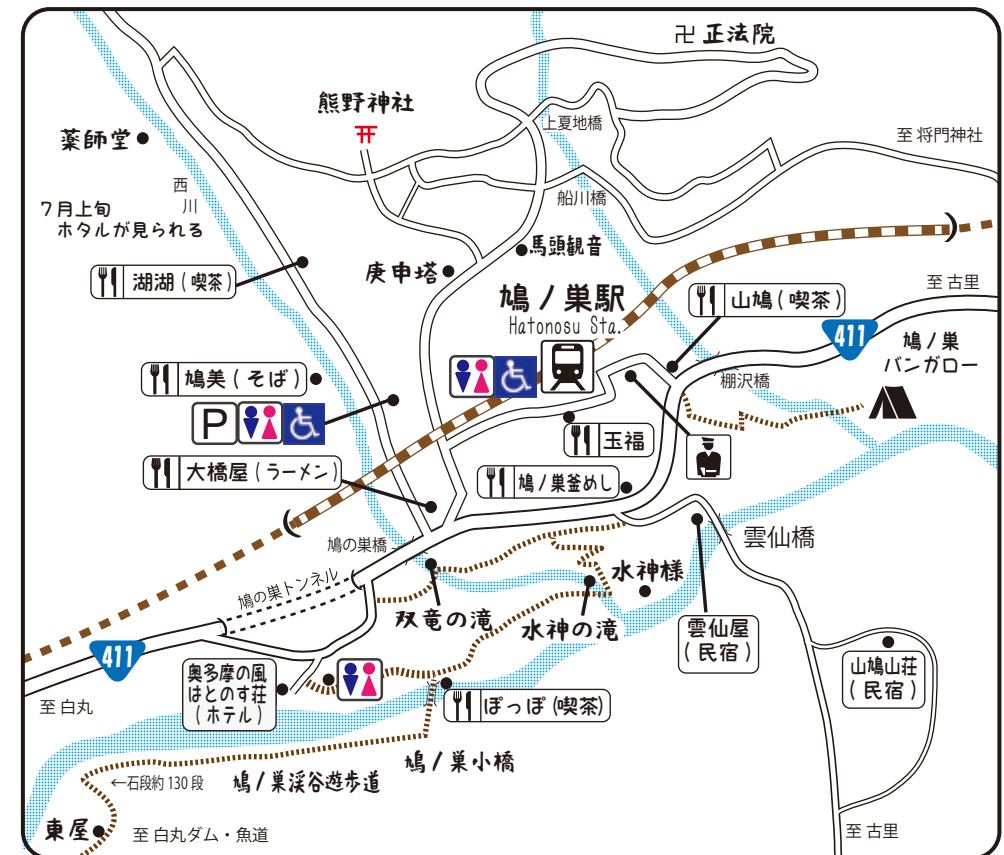 卍 正法院
熊野神社
上夏地橋
至 将門神社
薬師堂
西
川
船川橋
７月上旬
ホタルが見られる
馬頭観音
庚申塔
湖湖 ( 喫茶 )
鳩ノ巣駅
Hatonosu Sta.
山鳩 ( 喫茶 )
至 古里
411
鳩ノ巣
バンガロー
棚沢橋
鳩美 ( そば )
P
玉福
大橋屋 ( ラーメン )
鳩ノ巣釜めし
鳩の巣橋
雲仙橋
鳩の巣トンネル
水神様
双竜の滝
水神の滝
雲仙屋
( 民宿 )
411
奥多摩の風
はとのす荘
( ホテル )
山鳩山荘
( 民宿 )
至 白丸
ぽっぽ (喫茶)
鳩ノ巣小橋
←石段約 130 段
鳩ノ巣渓谷遊歩道
東屋
至 白丸ダム・魚道
至 古里